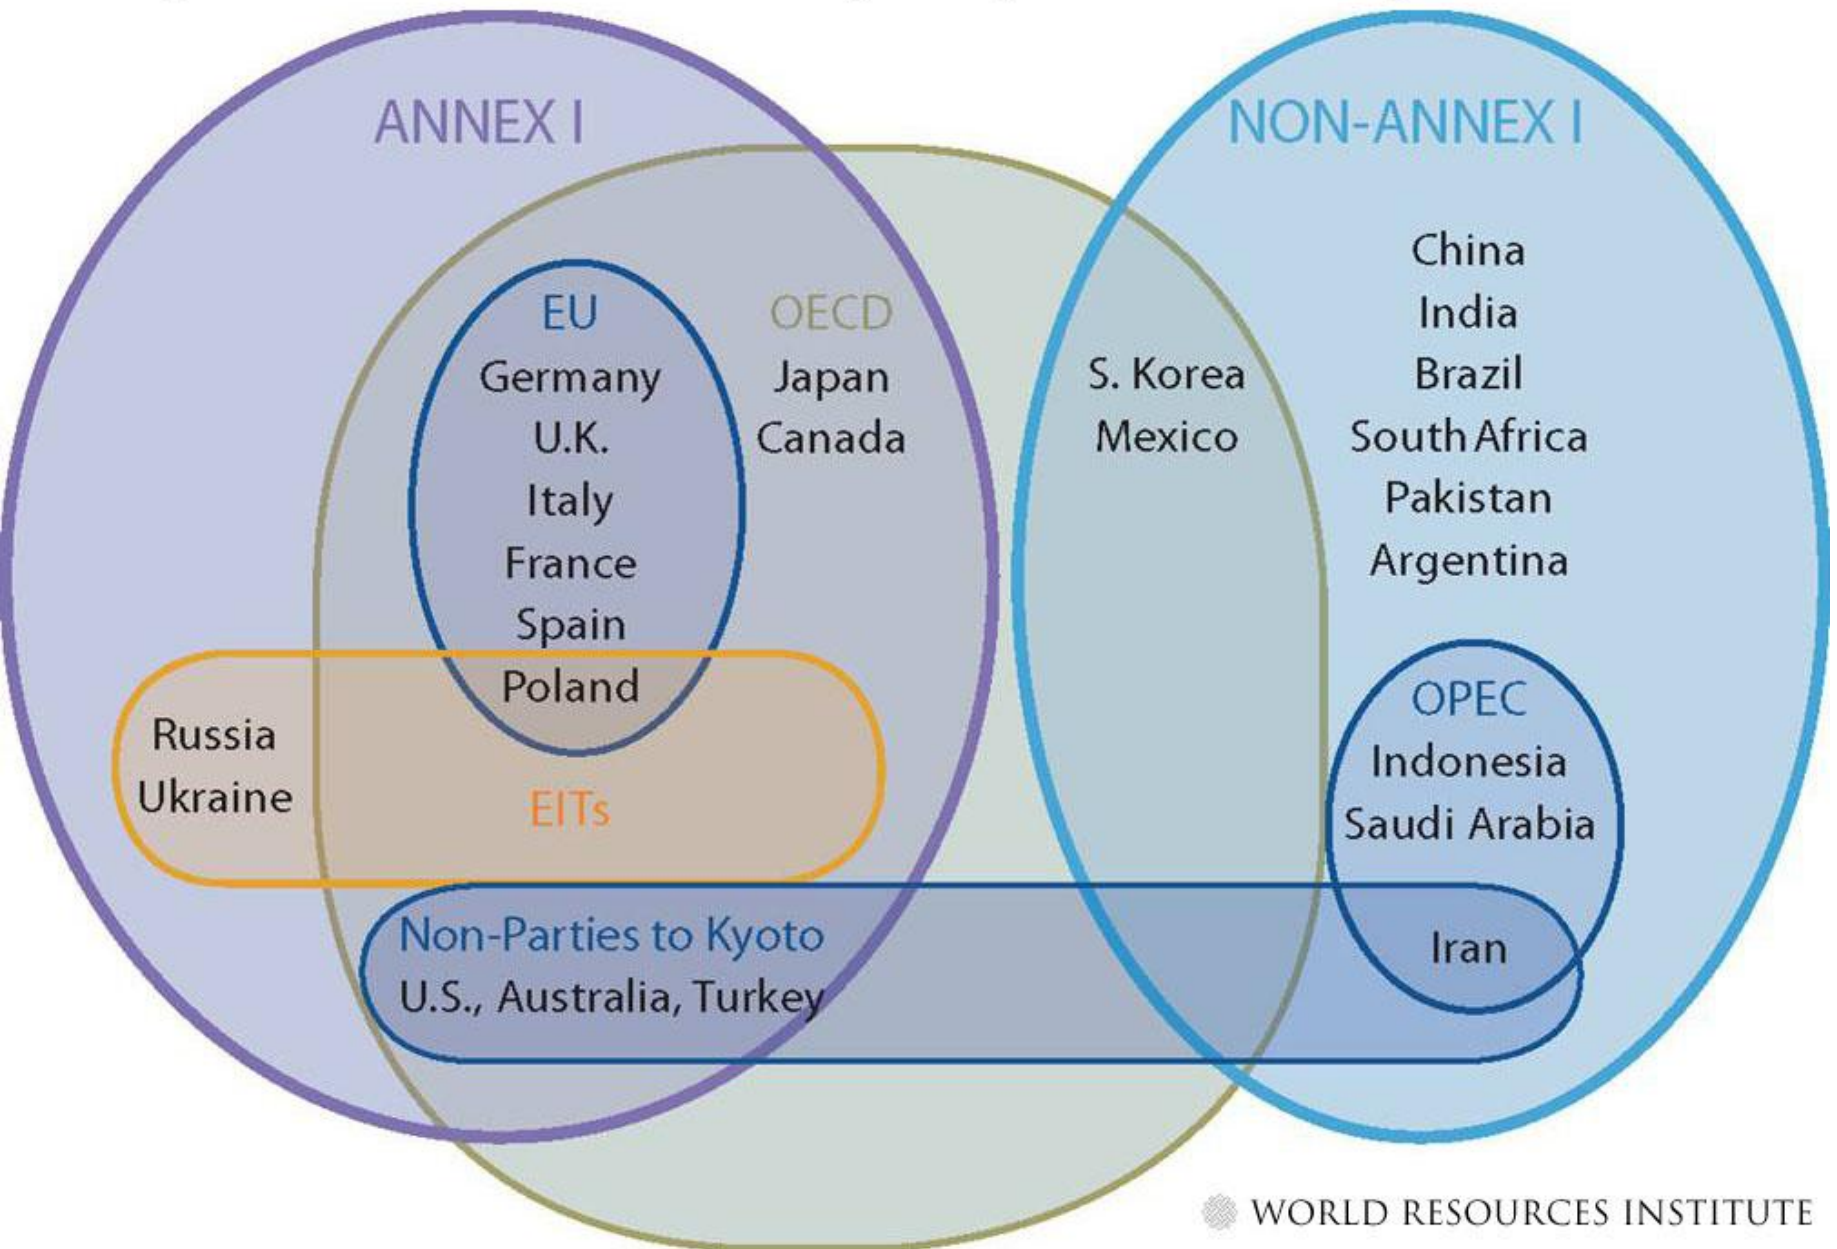 ANNEX I
NON-ANNEX I
EU
Germany
U.K.
Italy
France
Spain
Poland
OECD
Japan
Canada
S. Korea
Mexico
China
India
Brazil
South Africa
Pakistan
Argentina
Russia
Ukraine
EITs
OPEC
Indonesia
Saudi Arabia
Iran
Non-Parties to Kyoto
U.S., Australia, Turkey
WORLD RESOURCES INSTITUTE